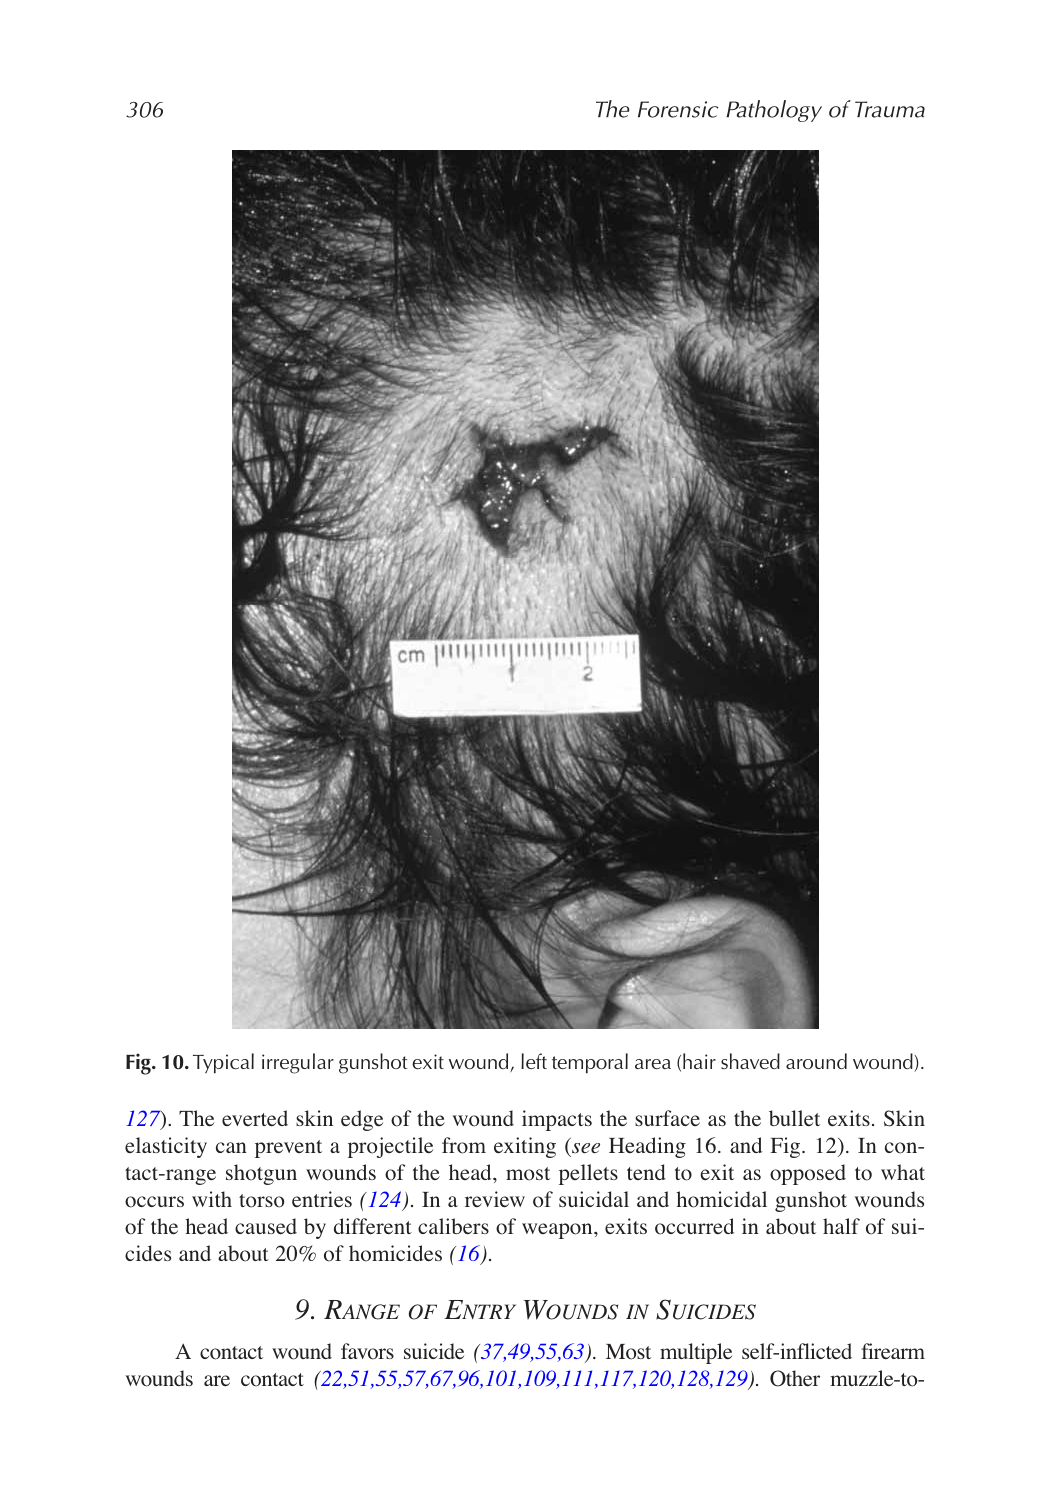 306
The Forensic Pathology of Trauma
cm
1
2
Fig. 10. Typical irregular gunshot exit wound, left temporal area (hair shaved around wound).
127). The everted skin edge of the wound impacts the surface as the bullet exits. Skin
elasticity can prevent a projectile from exiting (see Heading 16. and Fig. 12). In con-
tact-range shotgun wounds of the head, most pellets tend to exit as opposed to what
occurs with torso entries (124). In a review of suicidal and homicidal gunshot wounds
of the head caused by different calibers of weapon, exits occurred in about half of sui-
cides and about 20% of homicides (16).
9. RANGE OF ENTRY WOUNDS IN SUICIDES
A contact wound favors suicide (37,49,55,63). Most multiple self-inflicted firearm
wounds are contact (22,51,55,57,67,96,101,109,111,117,120,128,129). Other muzzle-to-